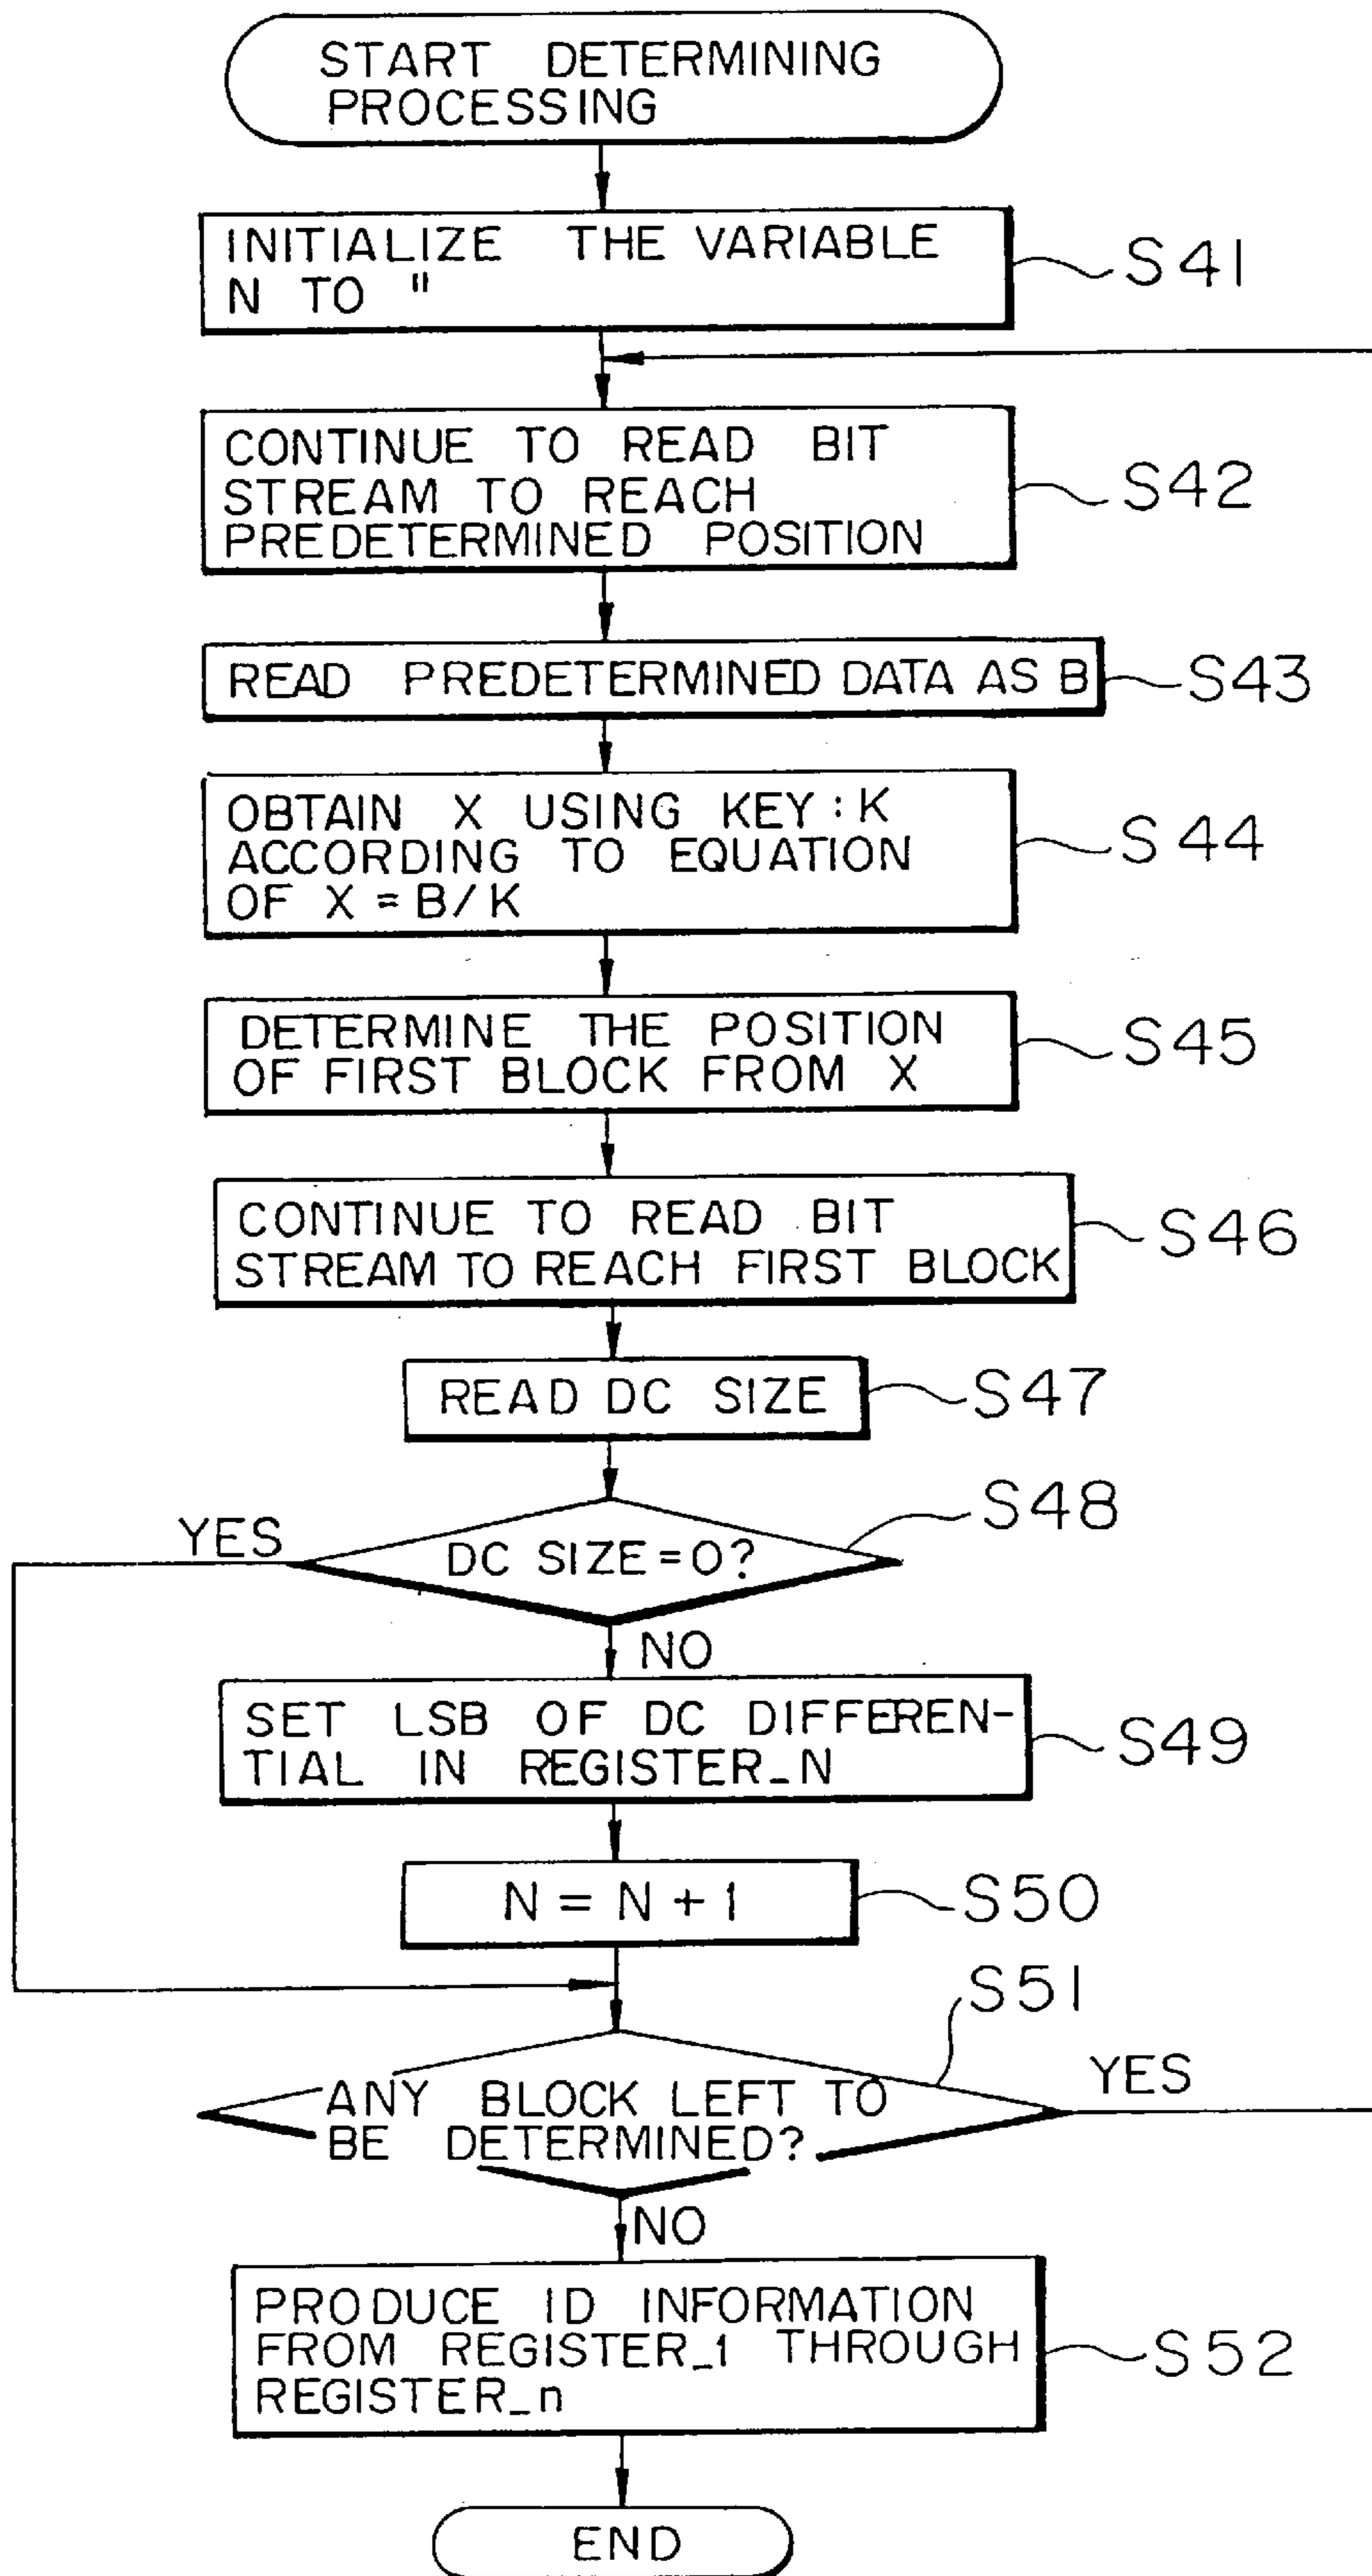 START DETERMINING
PROCESSING
INITIALIZE THE VARIABLE
N TO "
S41
CONTINUE TO READ BIT
STREAM TO REACH
PREDETERMINED POSITION
S42
READ PREDETERMINED DATA AS B
S43
OBTAIN X USING KEY : K
ACCORDING TO EQUATION
OF X = B/K
S44
DETERMINE THE POSITION
OF FIRST BLOCK FROM X
S45
CONTINUE TO READ BIT
STREAM TO REACH FIRST BLOCK
S46
READ DC SIZE
S47
S48
YES
DC SIZE = 0?
NO
SET LSB OF DC DIFFEREN-
TIAL IN REGISTER_N
S49
N = N + 1
S50
S51
ANY BLOCK LEFT TO
BE DETERMINED?
YES
NO
PRODUCE ID INFORMATION
FROM REGISTER_1 THROUGH
REGISTER_n
S52
END